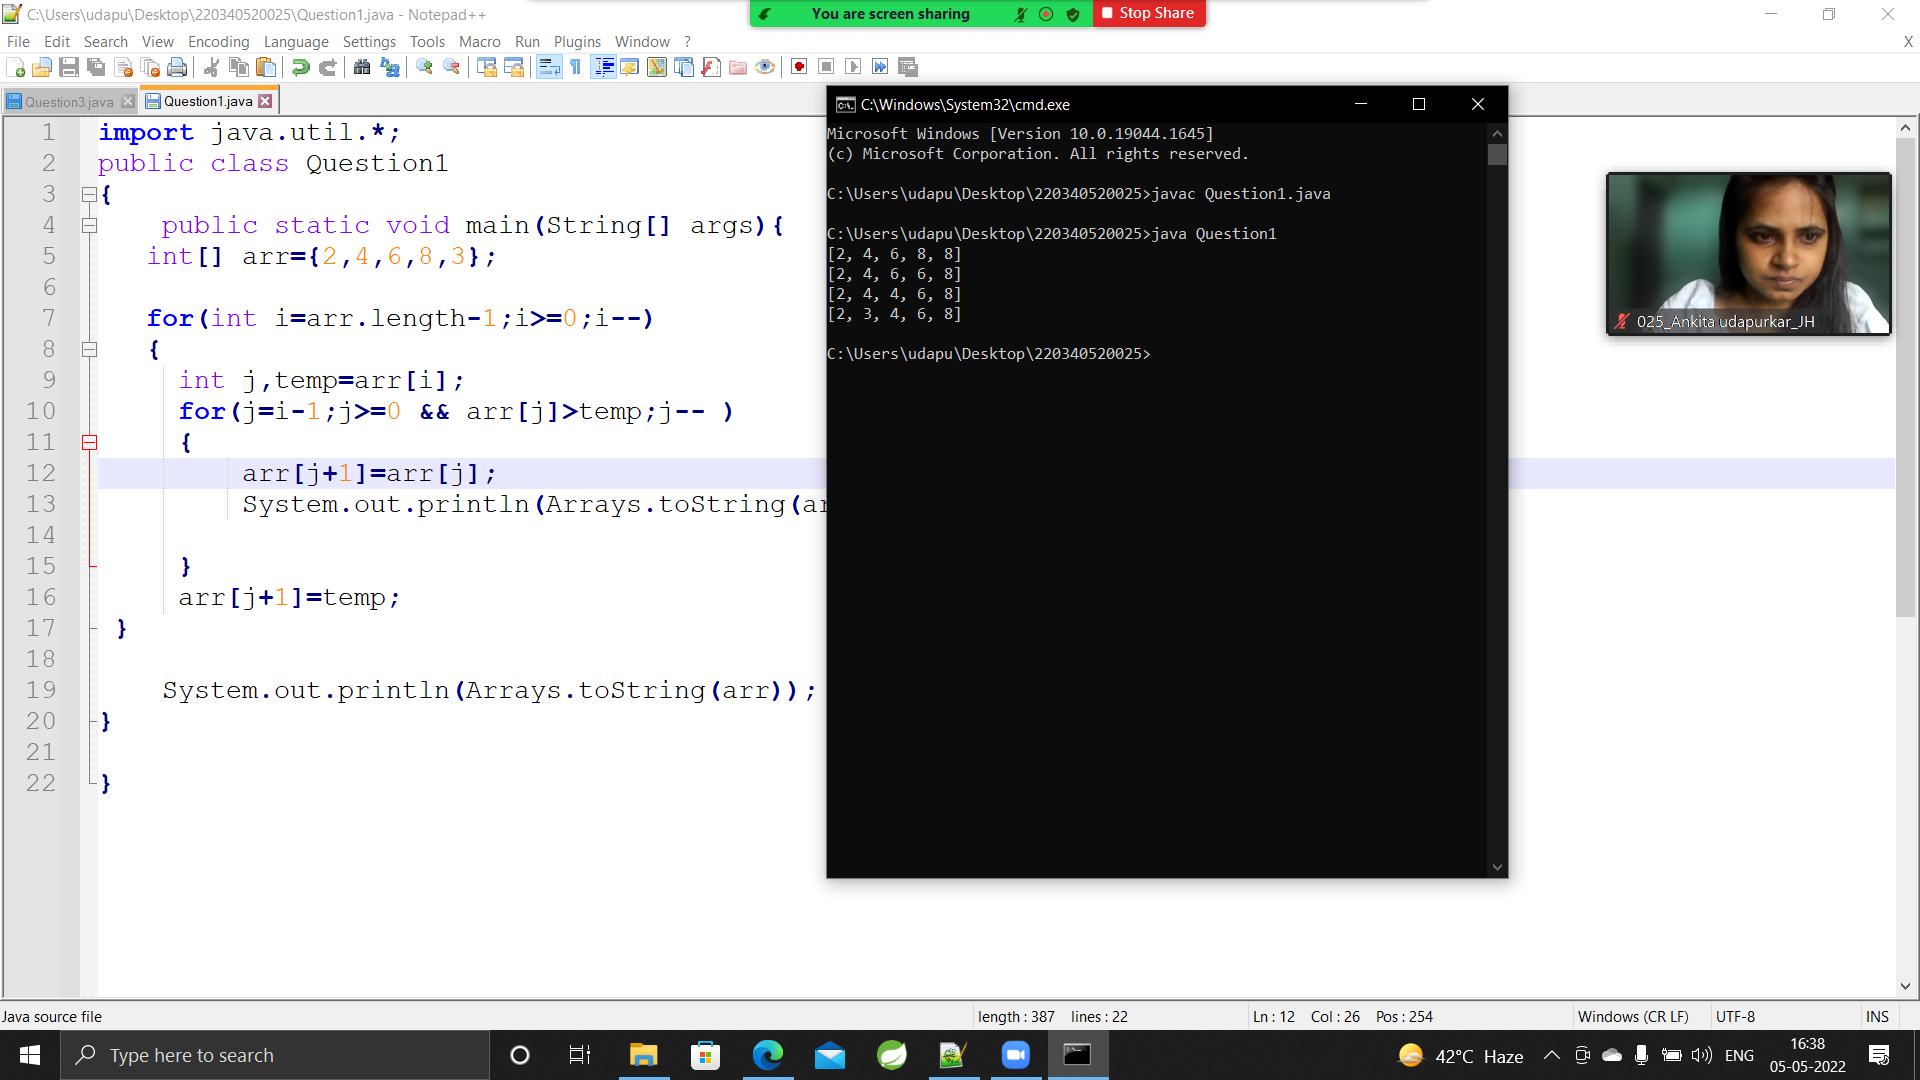 C:\Users\udapu\Desktop\220340520025\Question1.java - Notepad++
You are screen sharing
Stop Share
File Edit Search View Encoding Language Settings Tools Macro Run Plugins Window ?
X
Question3.java
Question1.java
1 import java.util.*;
2 public class Question1
3 {
4 public static void main(String[] args){
5 int[] arr={2,4,6,8,3};
6
7 for(int i=arr.length-1;i>=0;i--)
8 {
9 int j,temp=arr[i];
10 for(j=i-1;j>=0 && arr[j]>temp;j-- )
11 {
12 arr[j+1]=arr[j];
13 System.out.println(Arrays.toString(ar
14
15 }
16 arr[j+1]=temp;
17 }
18
19 System.out.println(Arrays.toString(arr));
20 }
21
22 }
C:\Windows\System32\cmd.exe
Microsoft Windows [Version 10.0.19044.1645]
(c) Microsoft Corporation. All rights reserved.
C:\Users\udapu\Desktop\220340520025>javac Question1.java
C:\Users\udapu\Desktop\220340520025>java Question1
[2, 4, 6, 8, 8]
[2, 4, 6, 6, 8]
[2, 4, 4, 6, 8]
[2, 3, 4, 6, 8]
C:\Users\udapu\Desktop\220340520025>
025_Ankita udapurkar_JH
Java source file
length : 387 lines : 22
Ln : 12 Col : 26 Pos : 254
Windows (CR LF)
UTF-8
INS
Type here to search
42°C Haze
ENG
16:38
05-05-2022